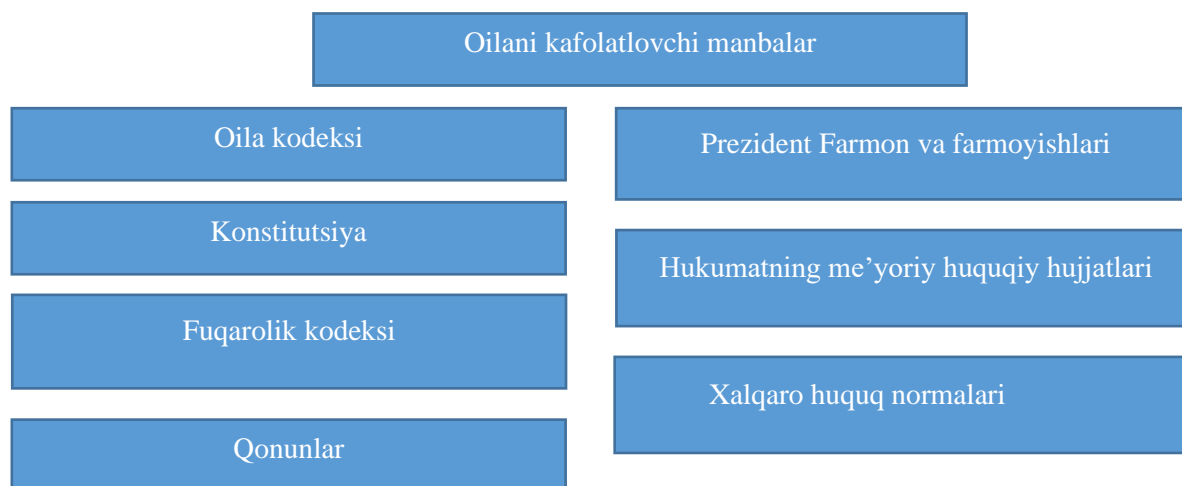 Oilani kafolatlovchi manbalar
Oila kodeksi
Konstitutsiya
Fuqarolik kodeksi
Qonunlar
Prezident Farmon va farmoyishlari
Hukumatning me’yoriy huquqiy hujjatlari
Xalqaro huquq normalari